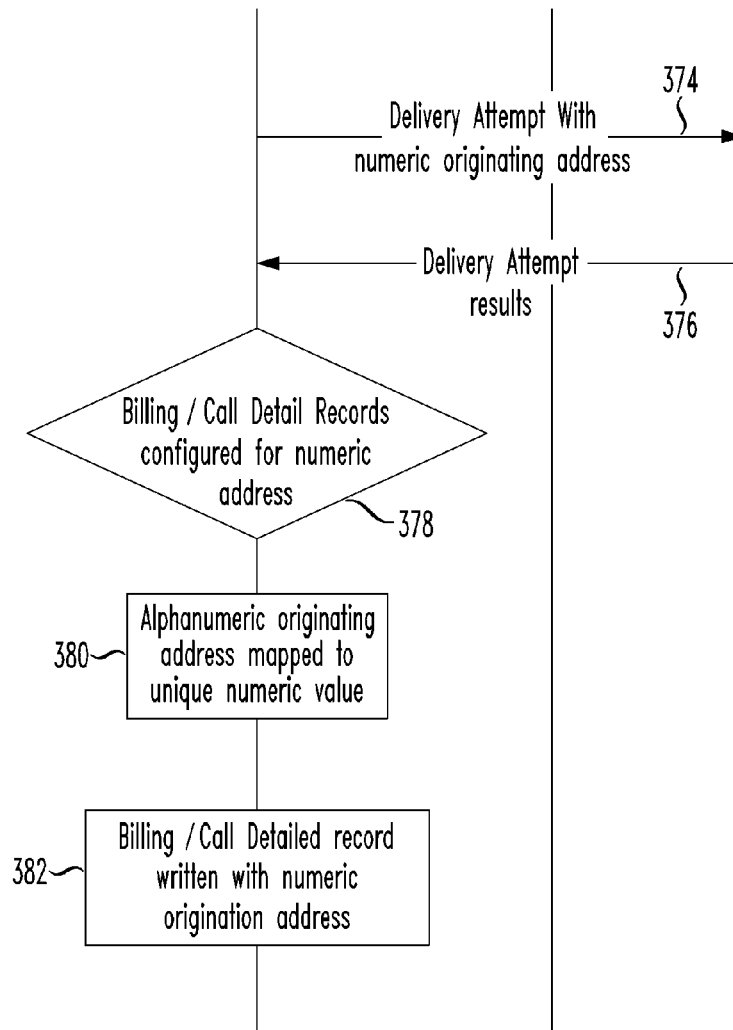 374
Delivery Attempt With
numeric originating address
Delivery Attempt
results
376
Billing / Call Detail Records
configured for numeric
address
378
Alphanumeric originating
address mapped to
unique numeric value
380
Billing / Call Detailed record
written with numeric
origination address
382